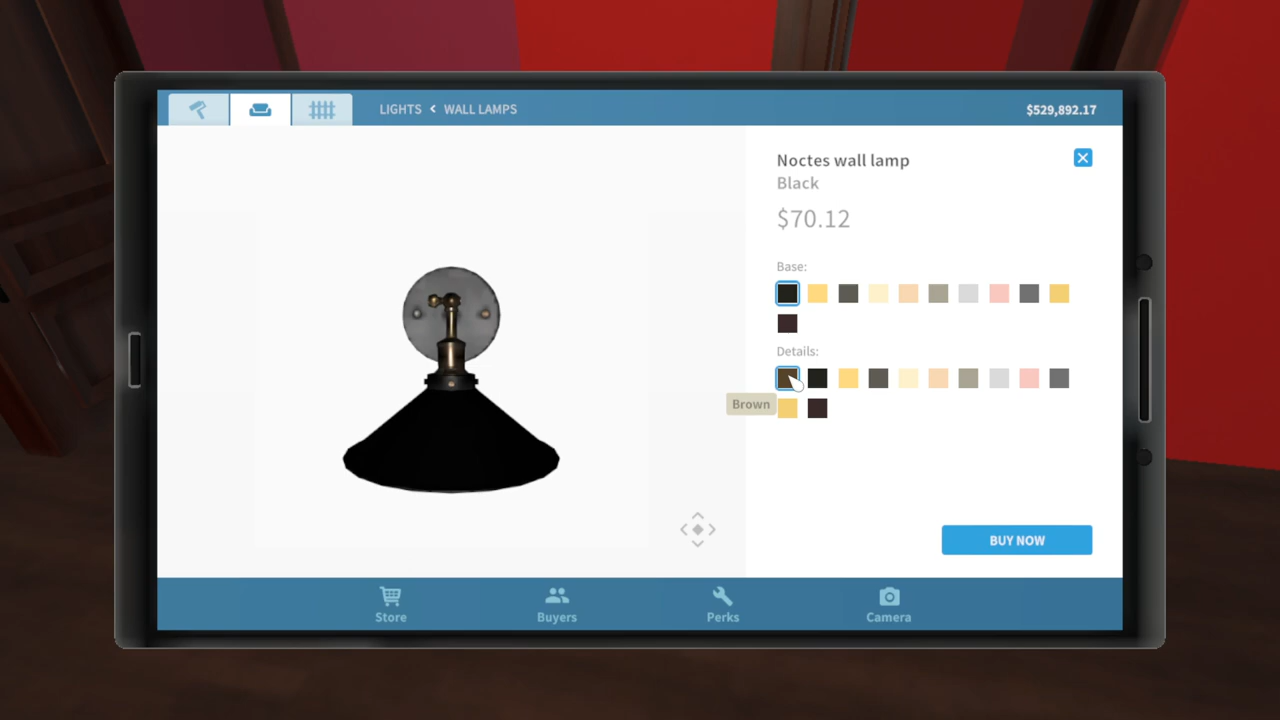 LIGHTS < WALL LAMPS
$529,892.17
Noctes wall lamp
Black
$70.12
Base:
Details:
Brown
BUY NOW
Store
Buyers
Perks
Camera